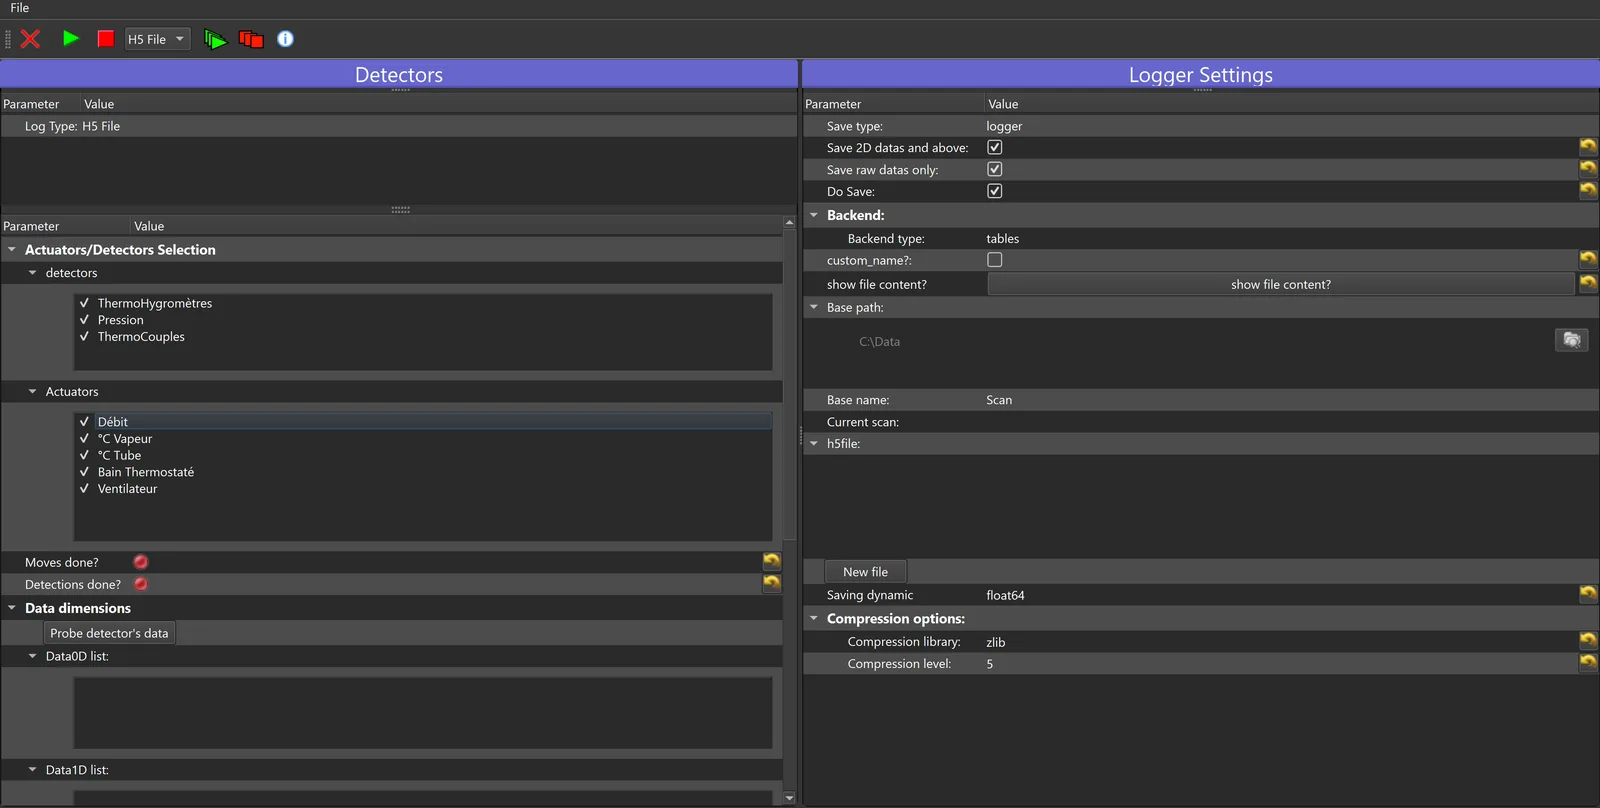 File
H5 File
Detectors
Parameter Value
Log Type: H5 File
Parameter Value
Actuators/Detectors Selection
detectors
ThermoHygromètres
Pression
ThermoCouples
Actuators
Débit
°C Vapeur
°C Tube
Bain Thermostaté
Ventilateur
Moves done?
Detections done?
Data dimensions
Probe detector's data
Data0D list:
Data1D list:
Logger Settings
Parameter Value
Save type: logger
Save 2D datas and above:
Save raw datas only:
Do Save:
Backend:
Backend type: tables
custom_name?:
show file content? show file content?
Base path:
C:\Data
Base name: Scan
Current scan:
h5file:
New file
Saving dynamic float64
Compression options:
Compression library: zlib
Compression level: 5